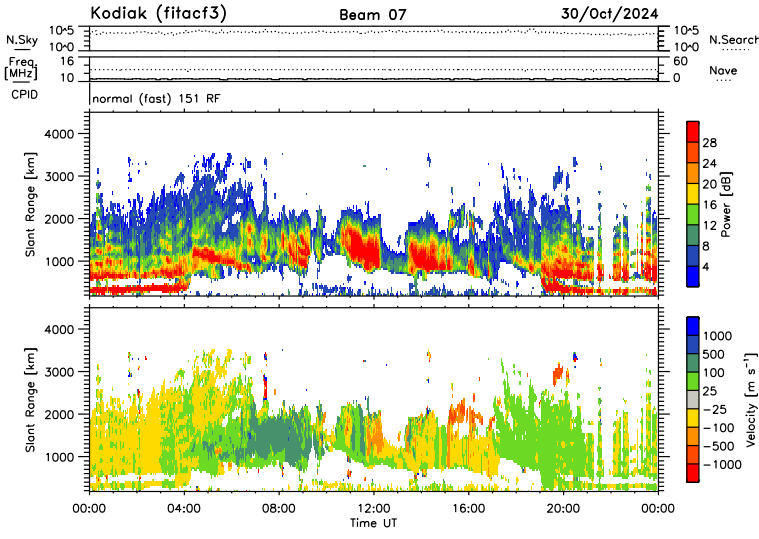 Kodiak (fitacf3) Beam 07 30/Oct/2024
N.Sky 10^5 10^0 10^5 10^0 N.Search
Freq. [MHz] 16 10 60 0 Nave
CPID normal (fast) 151 RF
Slant Range [km] 4000 3000 2000 1000
Power [dB] 28 24 20 16 12 8 4
Slant Range [km] 4000 3000 2000 1000
Velocity [m s⁻¹] 1000 500 100 25 −25 −100 −500 −1000
00:00 04:00 08:00 12:00 16:00 20:00 00:00
Time UT